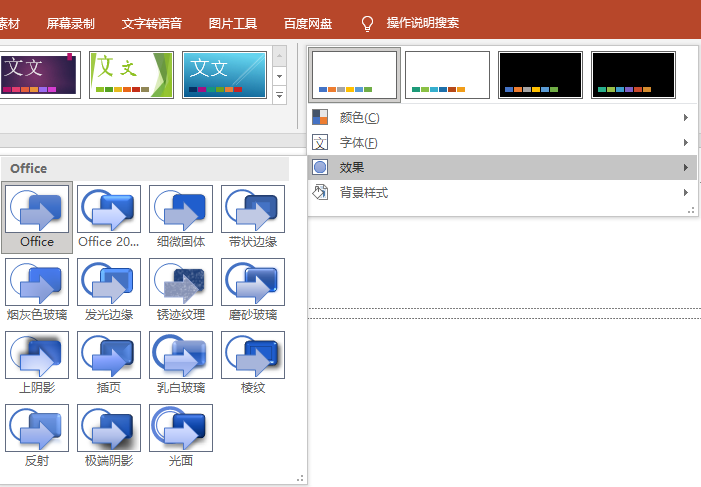 素材 屏幕录制 文字转语音 图片工具 百度网盘 操作说明搜索
文文 文文 文文
颜色(C)
字体(F)
效果
背景样式
Office
Office Office 20... 细微固体 带状边缘
烟灰色玻璃 发光边缘 锈迹纹理 磨砂玻璃
上阴影 插页 乳白玻璃 棱纹
反射 极端阴影 光面